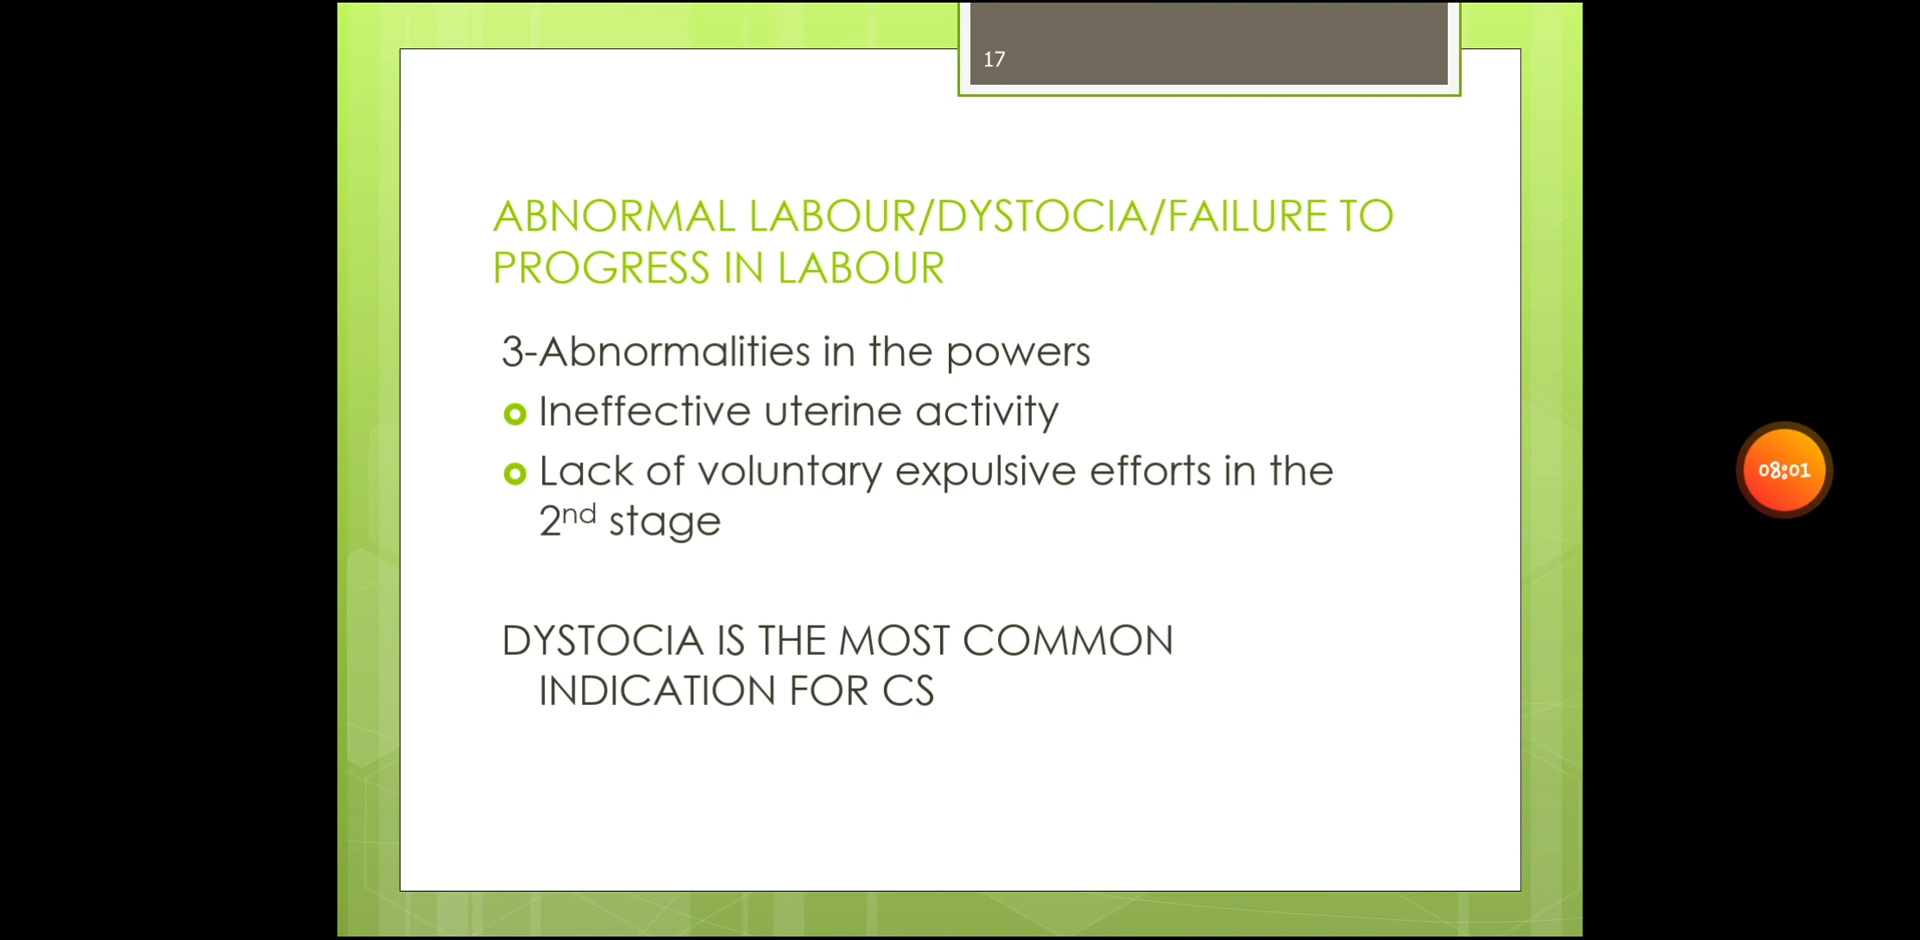 17
ABNORMAL LABOUR/DYSTOCIA/FAILURE TO
PROGRESS IN LABOUR
3-Abnormalities in the powers
Ineffective uterine activity
Lack of voluntary expulsive efforts in the
2nd stage
DYSTOCIA IS THE MOST COMMON
INDICATION FOR CS
08:01